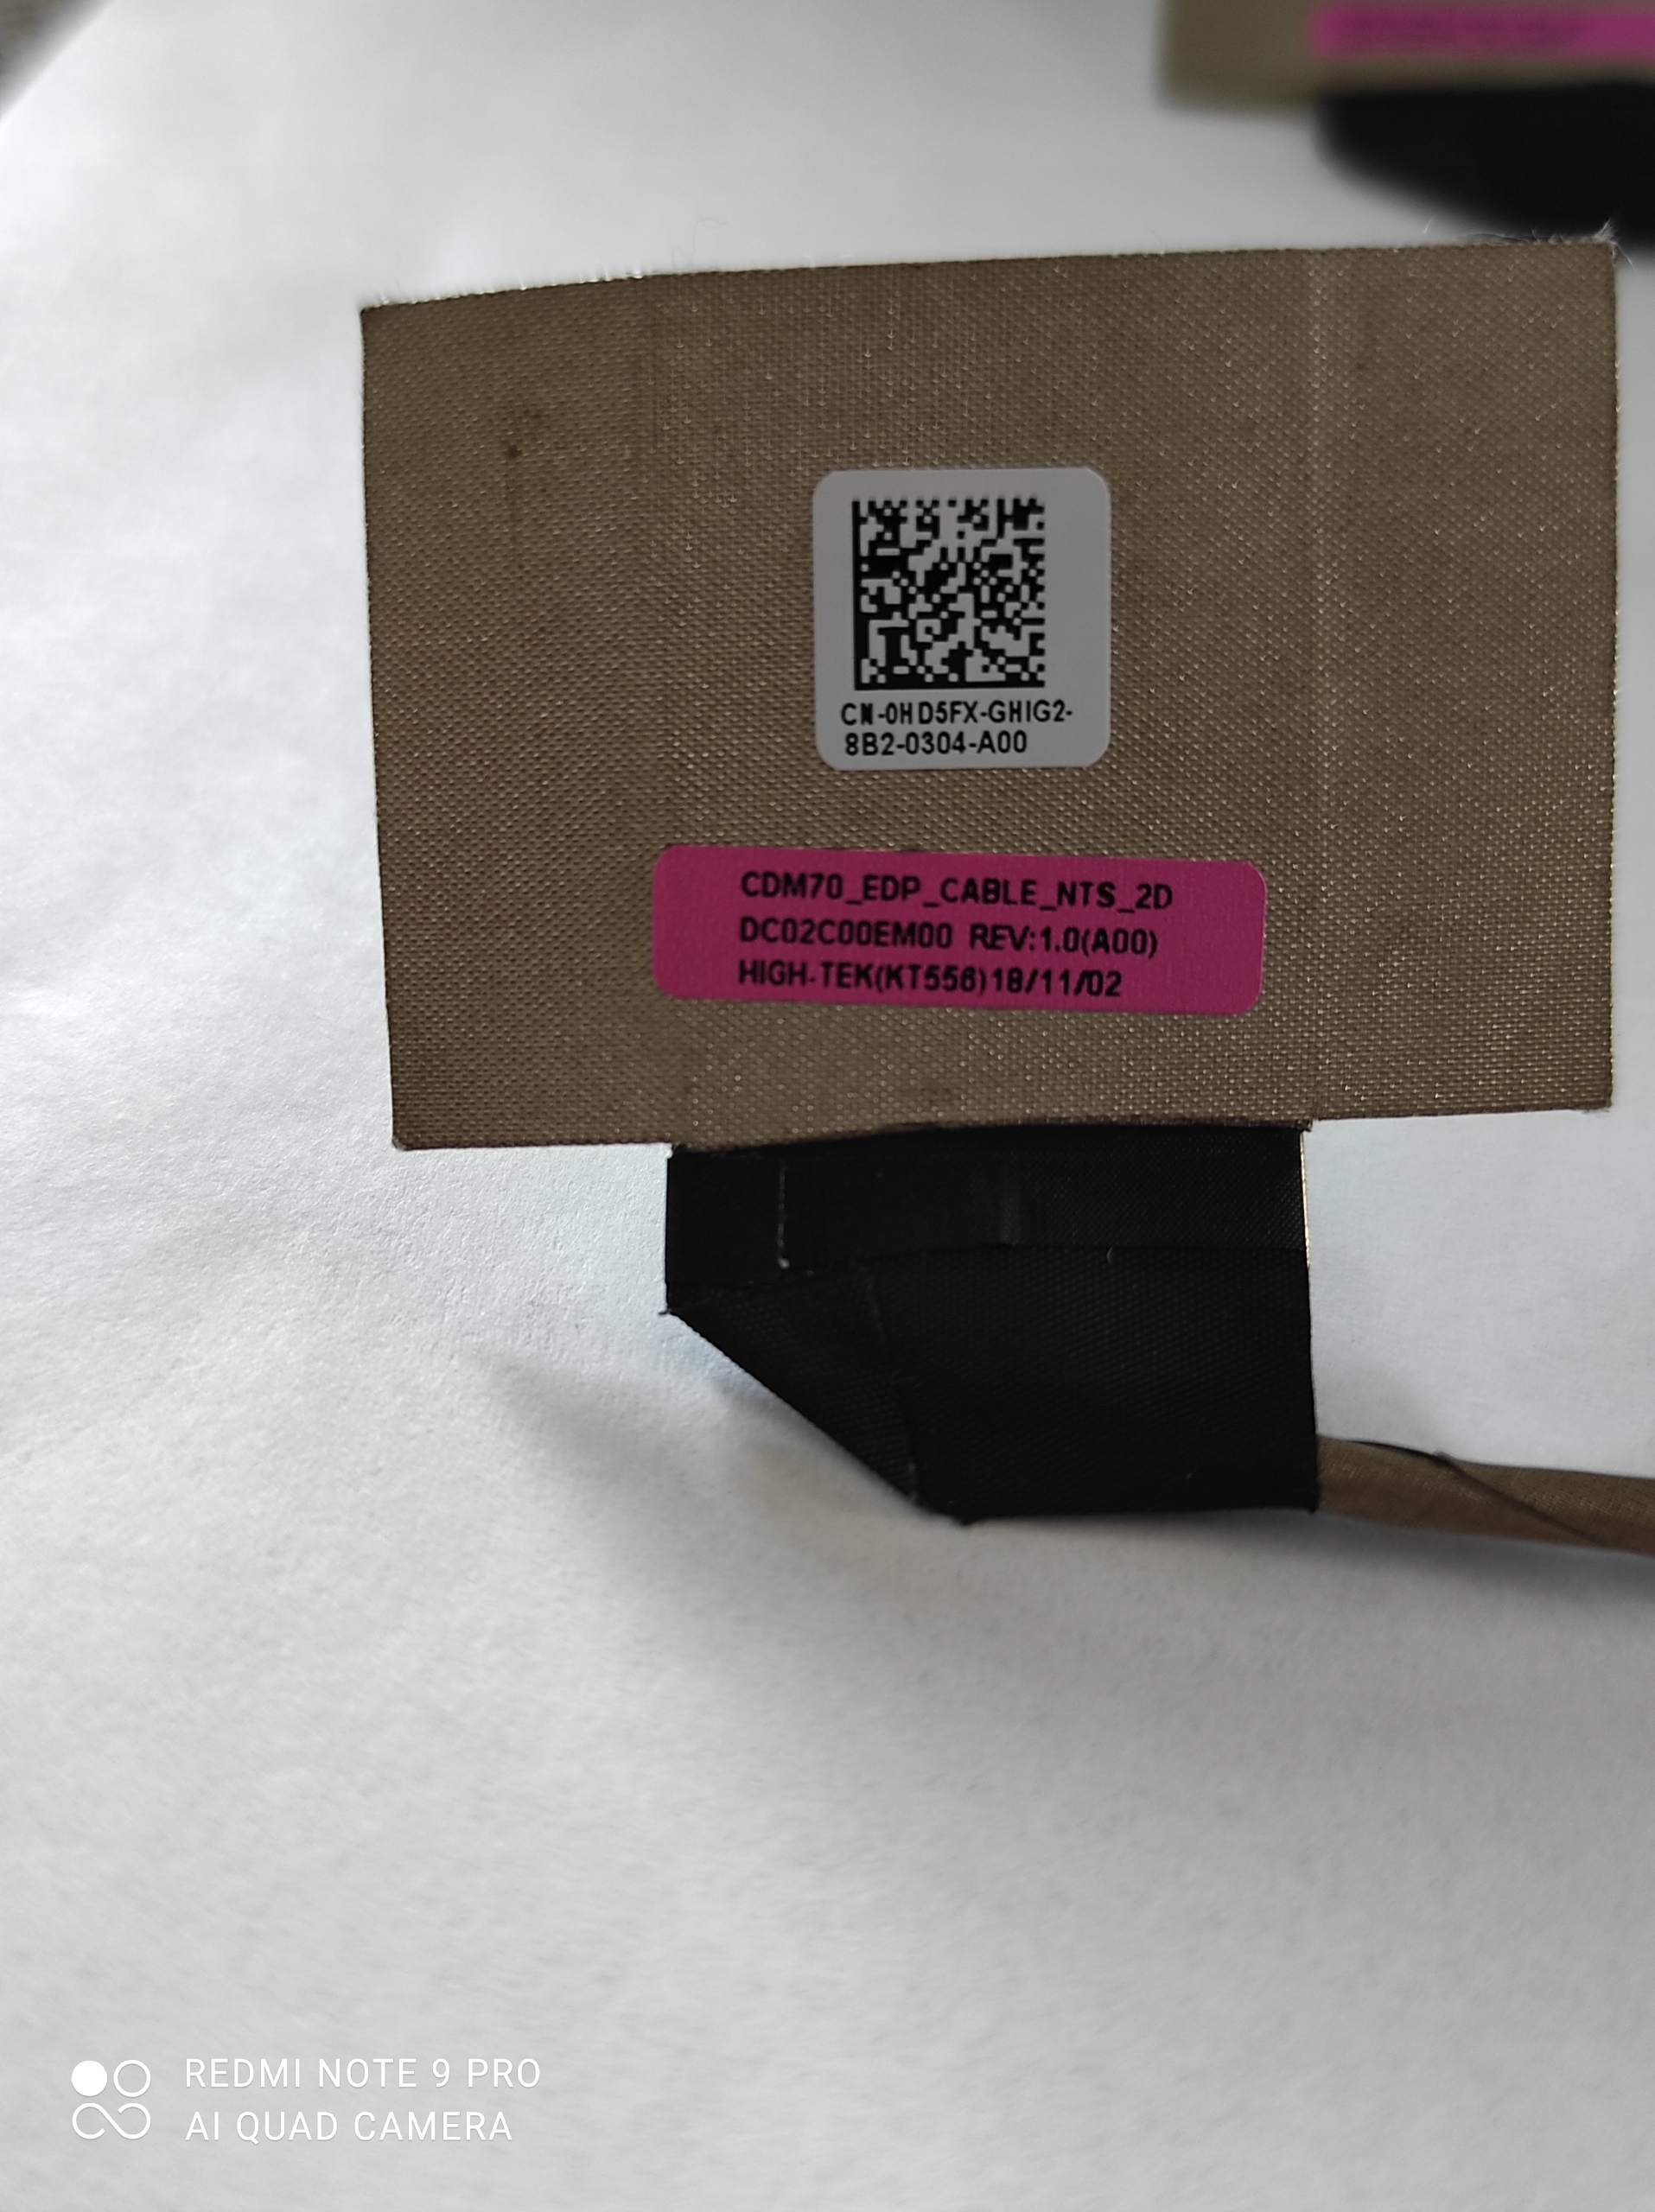 CN-0HD5FX-GHIG2-
8B2-0304-A00
CDM70_EDP_CABLE_NTS_2D
DC02C00EM00 REV:1.0(A00)
HIGH-TEK(KT556)18/11/02
REDMI NOTE 9 PRO
AI QUAD CAMERA